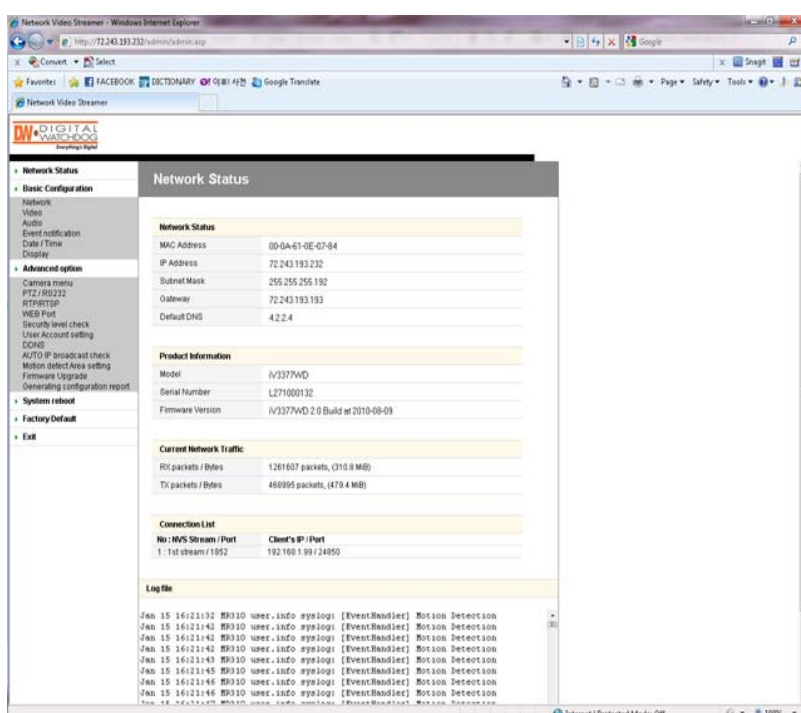 Network Video Streamer - Windows Internet Explorer
http://72.243.193.232/admin/admin.asp
Google
x Convert Select
x Snagit
Favorites FACEBOOK DICTIONARY Google Translate
Page Safety Tools
Network Video Streamer
DW DIGITAL WATCHDOG
Everything's Digital
Network Status
Basic Configuration
Network
Video
Audio
Event notification
Date / Time
Display
Advanced option
Camera menu
PTZ / RS232
RTP/RTSP
WEB Port
Security level check
User Account setting
DDNS
AUTO IP broadcast check
Motion detect Area setting
Firmware Upgrade
Generating configuration report
System reboot
Factory Default
Exit
Network Status
Network Status
MAC Address 00-0A-61-0E-07-84
IP Address 72.243.193.232
Subnet Mask 255.255.255.192
Gateway 72.243.193.193
Default DNS 4.2.2.4
Product Information
Model iV3377WD
Serial Number L271000132
Firmware Version iV3377WD 2.0 Build at 2010-08-09
Current Network Traffic
RX packets / Bytes 1261607 packets, (310.8 MiB)
TX packets / Bytes 468995 packets, (479.4 MiB)
Connection List
No : NVS Stream / Port Client's IP / Port
1 : 1st stream / 1852 192.168.1.99 / 24850
Log file
Jan 15 16:21:32 MR310 user.info syslog: [EventHandler] Motion Detection
Jan 15 16:21:42 MR310 user.info syslog: [EventHandler] Motion Detection
Jan 15 16:21:42 MR310 user.info syslog: [EventHandler] Motion Detection
Jan 15 16:21:42 MR310 user.info syslog: [EventHandler] Motion Detection
Jan 15 16:21:43 MR310 user.info syslog: [EventHandler] Motion Detection
Jan 15 16:21:45 MR310 user.info syslog: [EventHandler] Motion Detection
Jan 15 16:21:46 MR310 user.info syslog: [EventHandler] Motion Detection
Jan 15 16:21:46 MR310 user.info syslog: [EventHandler] Motion Detection